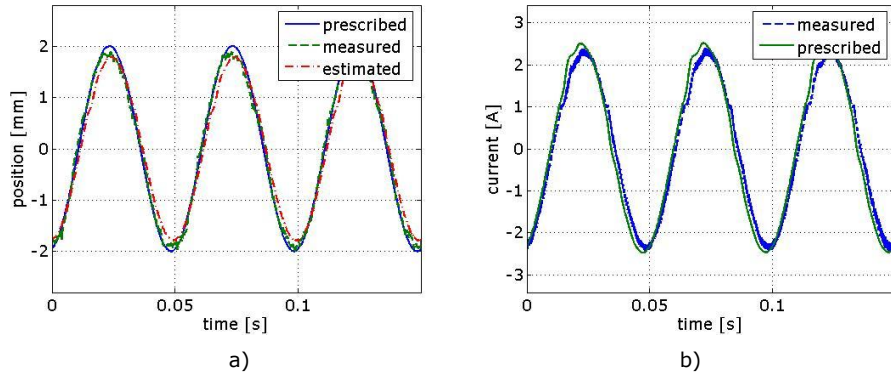 prescribed
measured
estimated
2
1
0
-1
-2
position [mm]
0
0.05
0.1
time [s]
a)
measured
prescribed
3
2
1
0
-1
-2
-3
current [A]
0
0.05
0.1
time [s]
b)